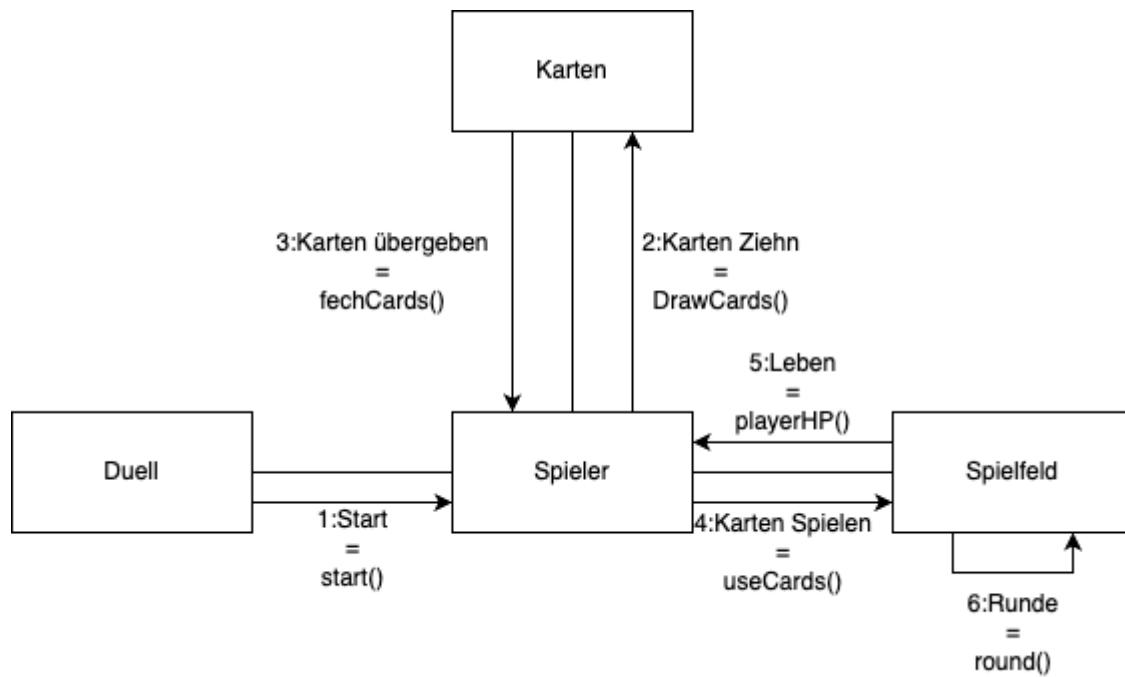 Karten
3:Karten übergeben
=
fechCards()
2:Karten Ziehn
=
DrawCards()
5:Leben
=
playerHP()
Duell
Spieler
Spielfeld
1:Start
=
start()
4:Karten Spielen
=
useCards()
6:Runde
=
round()